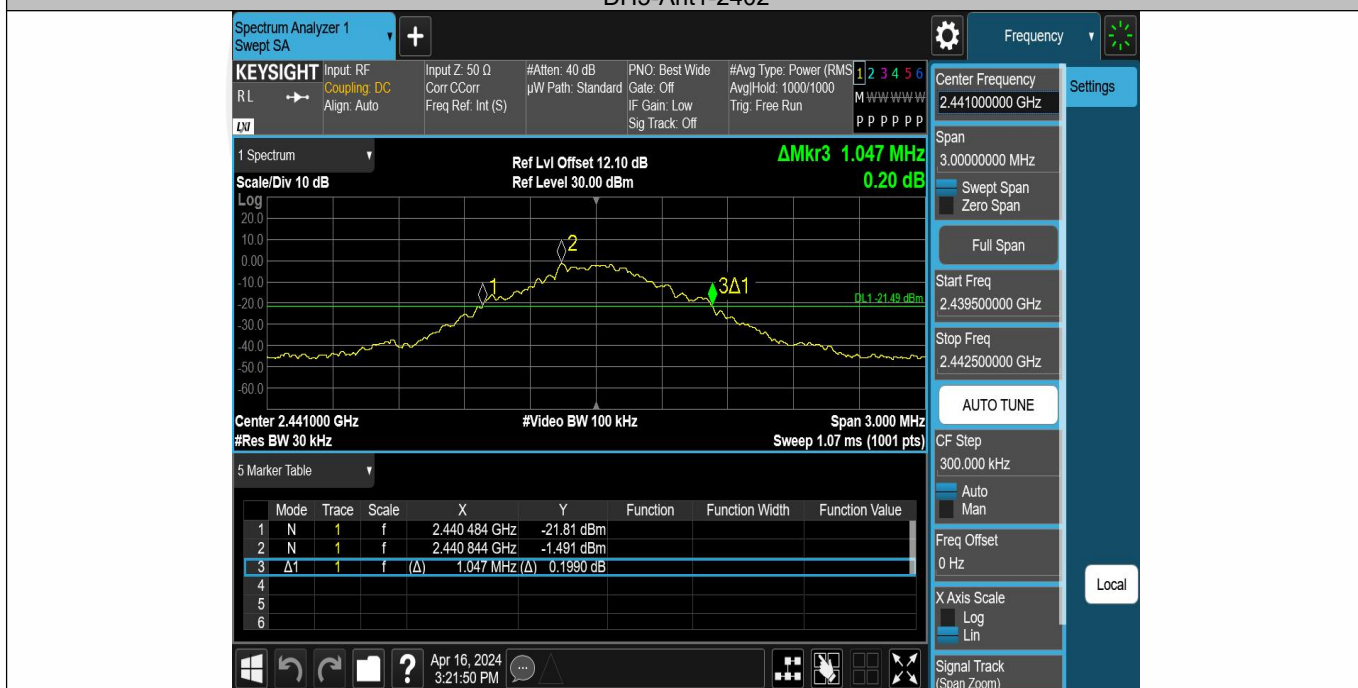 DH5-Ant1-2402
Spectrum Analyzer 1
Swept SA
Frequency
KEYSIGHT
RL
LXI
Input: RF
Coupling: DC
Align: Auto
Input Z: 50 Ω
Corr CCorr
Freq Ref: Int (S)
#Atten: 40 dB
µW Path: Standard
PNO: Best Wide
Gate: Off
IF Gain: Low
Sig Track: Off
#Avg Type: Power (RMS
Avg|Hold: 1000/1000
Trig: Free Run
1 2 3 4 5 6
M W W W W W
P P P P P P
Settings
Center Frequency
2.441000000 GHz
Span
3.00000000 MHz
Swept Span
Zero Span
Full Span
Start Freq
2.439500000 GHz
Stop Freq
2.442500000 GHz
AUTO TUNE
CF Step
300.000 kHz
Auto
Man
Freq Offset
0 Hz
X Axis Scale
Log
Lin
Signal Track
(Span Zoom)
Local
1 Spectrum
Scale/Div 10 dB
Ref Lvl Offset 12.10 dB
Ref Level 30.00 dBm
ΔMkr3 1.047 MHz
0.20 dB
Log
20.0
10.0
0.00
-10.0
-20.0
-30.0
-40.0
-50.0
-60.0
1
2
3Δ1
DL1 -21.49 dBm
Center 2.441000 GHz
#Video BW 100 kHz
Span 3.000 MHz
#Res BW 30 kHz
Sweep 1.07 ms (1001 pts)
5 Marker Table
Mode Trace Scale X Y Function Function Width Function Value
1 N 1 f 2.440 484 GHz -21.81 dBm
2 N 1 f 2.440 844 GHz -1.491 dBm
3 Δ1 1 f (Δ) 1.047 MHz (Δ) 0.1990 dB
4
5
6
?
Apr 16, 2024
3:21:50 PM